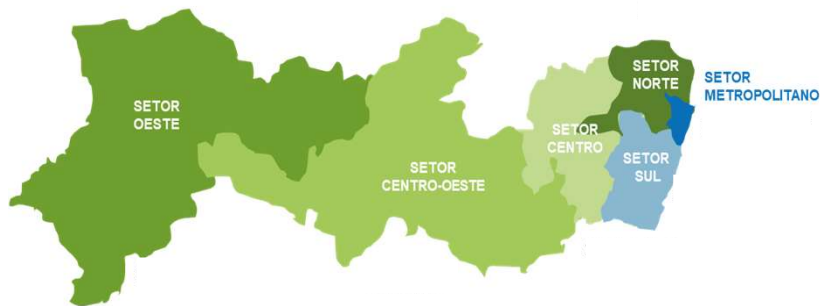 SETOR
OESTE
SETOR
CENTRO-OESTE
SETOR
CENTRO
SETOR
NORTE
SETOR
SUL
SETOR
METROPOLITANO